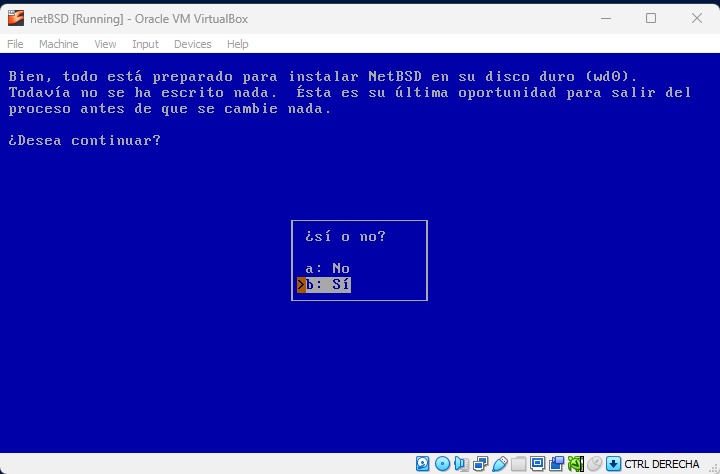 netBSD [Running] - Oracle VM VirtualBox
File Machine View Input Devices Help
Bien, todo está preparado para instalar NetBSD en su disco duro (wd0).
Todavía no se ha escrito nada.  Ésta es su última oportunidad para salir del
proceso antes de que se cambie nada.
¿Desea continuar?
¿sí o no?
a: No
>b: Sí
CTRL DERECHA